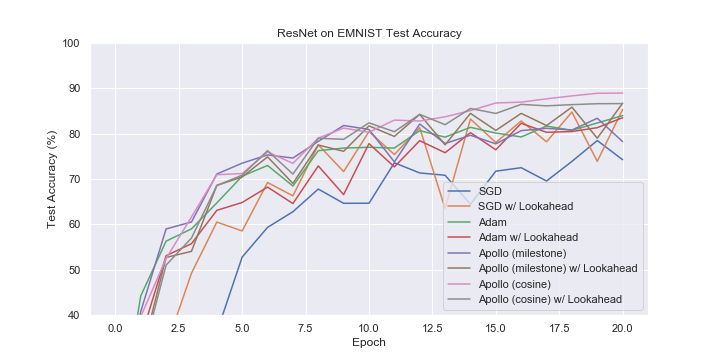 ResNet on EMNIST Test Accuracy
100
90
80
70
60
50
40
Test Accuracy (%)
0.0 2.5 5.0 7.5 10.0 12.5 15.0 17.5 20.0
Epoch
SGD
SGD w/ Lookahead
Adam
Adam w/ Lookahead
Apollo (milestone)
Apollo (milestone) w/ Lookahead
Apollo (cosine)
Apollo (cosine) w/ Lookahead